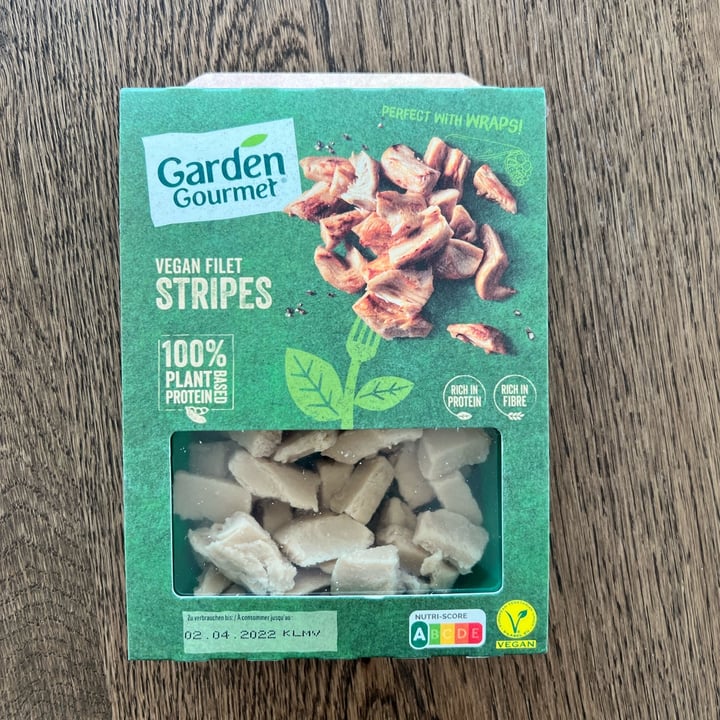 PERFECT WITH WRAPS!
Garden
Gourmet®
VEGAN FILET
STRIPES
100%
PLANT
PROTEIN
BASED
RICH IN
PROTEIN
RICH IN
FIBRE
Zu verbrauchen bis: / À consommer jusqu'au:
02.04.2022 KLMV
NUTRI-SCORE
A B C D E
V
VEGAN